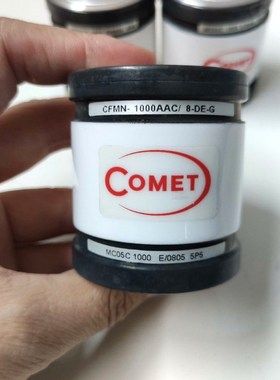 CFMN- 1000AAC/ 8-DE-G
COMET
MC05C 1000 E/0805 5P5